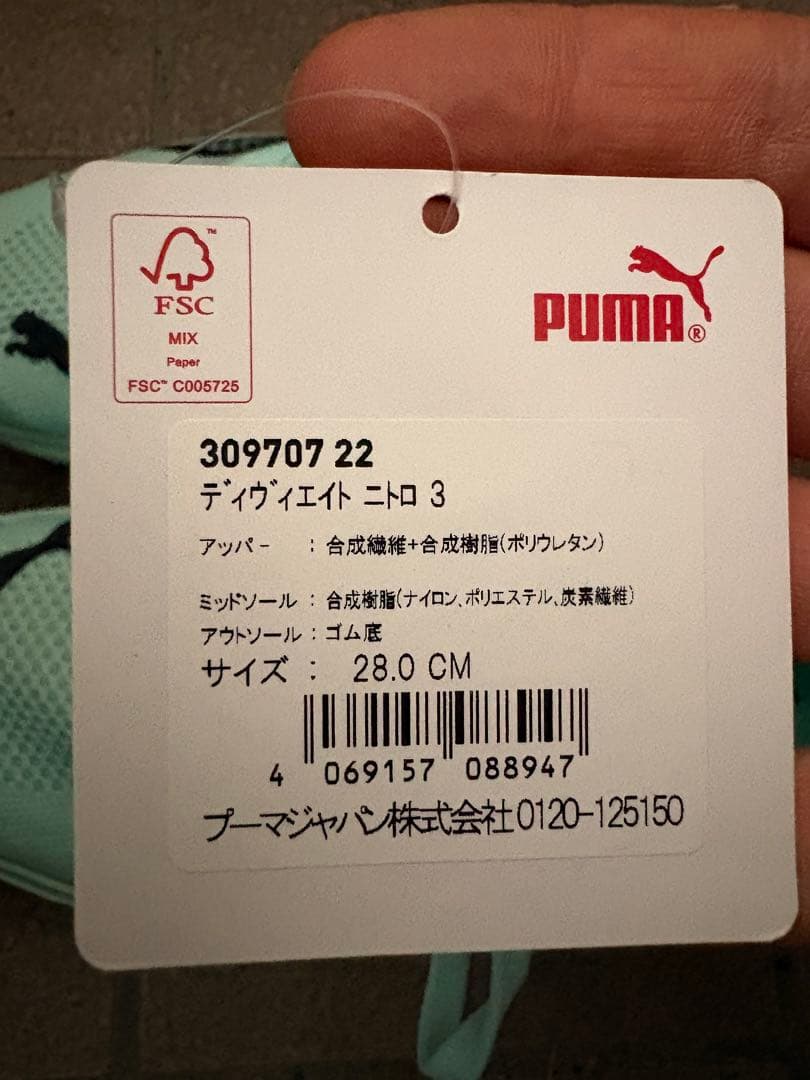 FSC
MIX
Paper
FSC™ C005725
PUMA®
309707 22
ディヴィエイト ニトロ 3
アッパー : 合成繊維+合成樹脂(ポリウレタン)
ミッドソール : 合成樹脂(ナイロン、ポリエステル、炭素繊維)
アウトソール : ゴム底
サイズ : 28.0 CM
4 069157 088947
プーマジャパン株式会社0120-125150